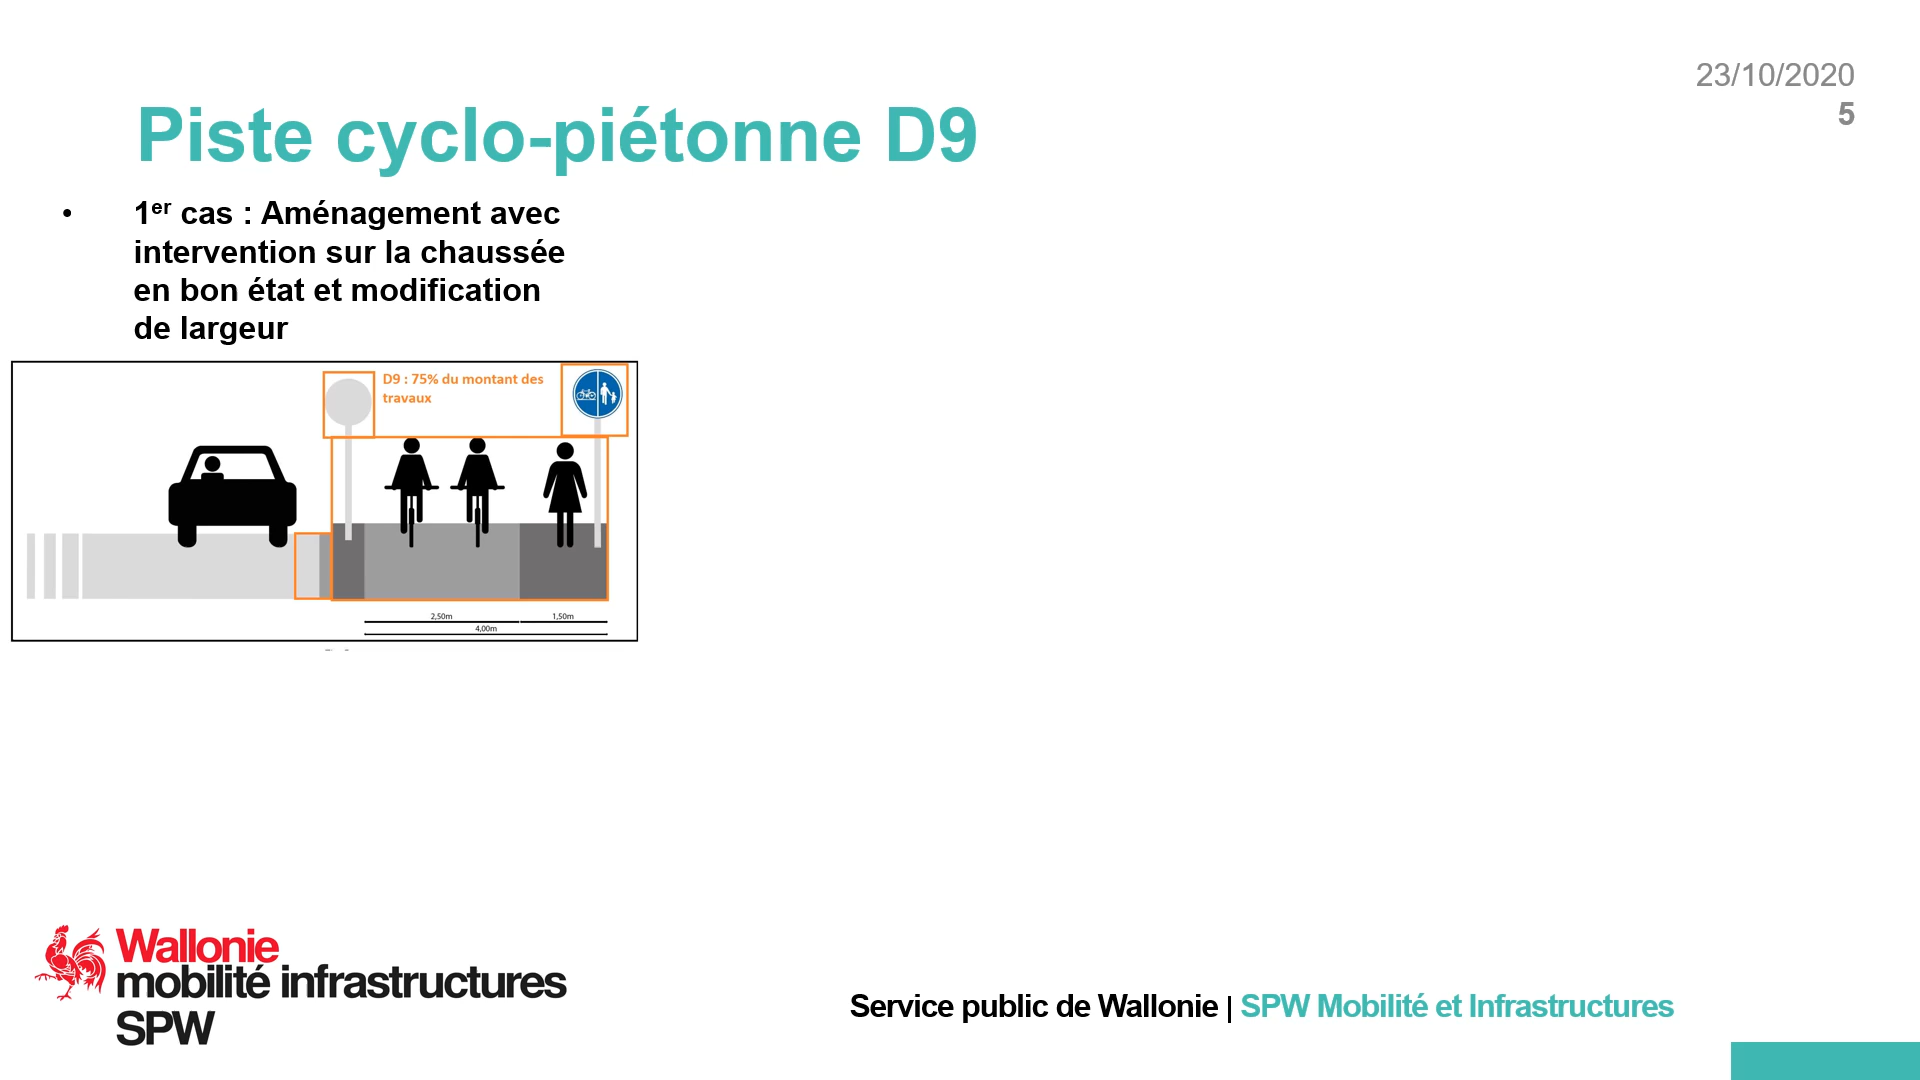 23/10/2020
5
Piste cyclo-piétonne D9
• 1er cas : Aménagement avec
intervention sur la chaussée
en bon état et modification
de largeur
D9 : 75% du montant des
travaux
2,50m
1,50m
4,00m
Wallonie
mobilité infrastructures
SPW
Service public de Wallonie | SPW Mobilité et Infrastructures